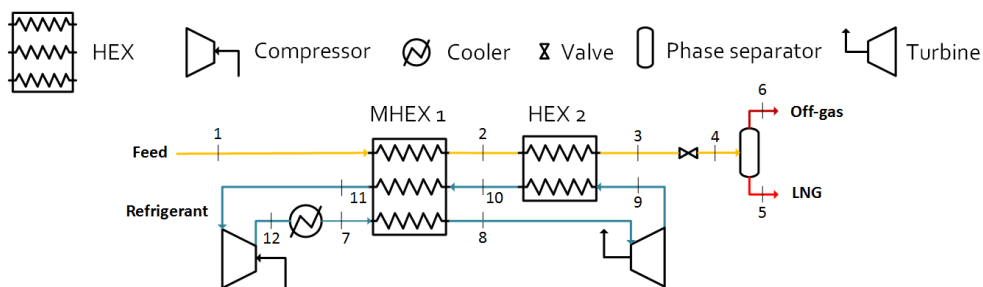 HEX
Compressor
Cooler
Valve
Phase separator
Turbine
MHEX 1
HEX 2
6
Off-gas
1
2
3
4
Feed
11
10
9
5
LNG
Refrigerant
12
7
8